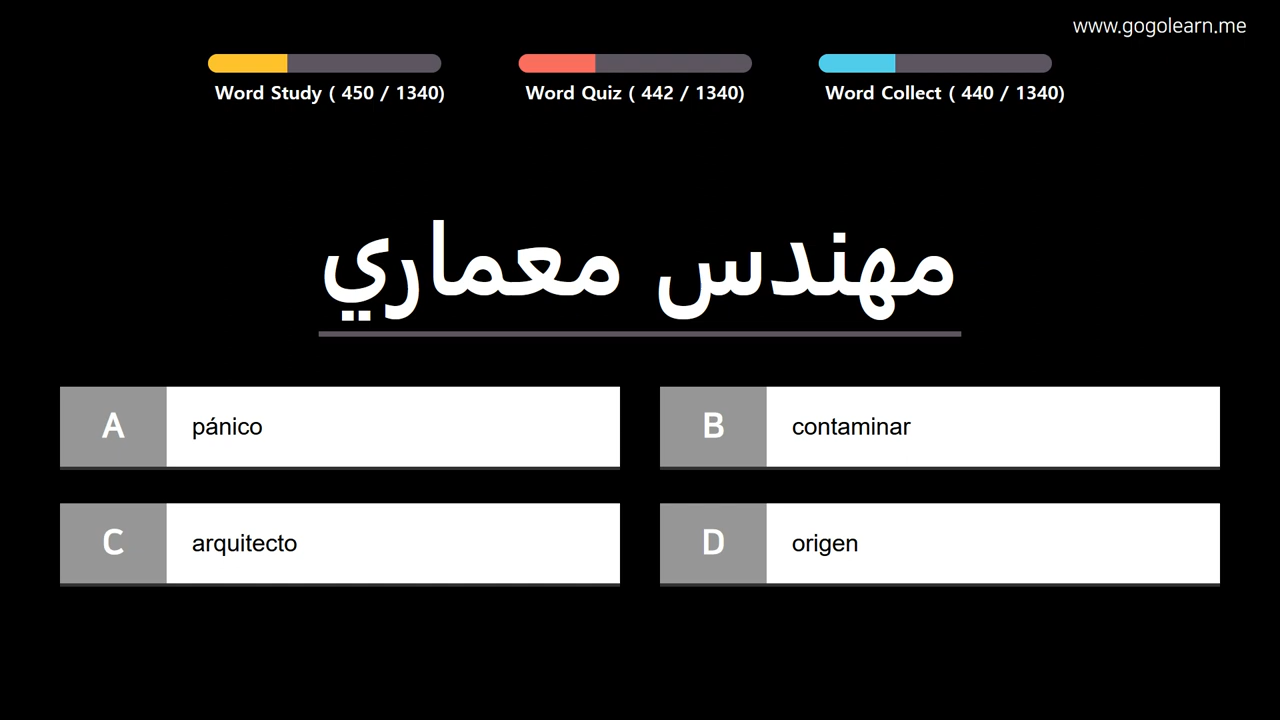 www.gogolearn.me
Word Study ( 450 / 1340)
Word Quiz ( 442 / 1340)
Word Collect ( 440 / 1340)
مهندس معماري
A pánico
B contaminar
C arquitecto
D origen